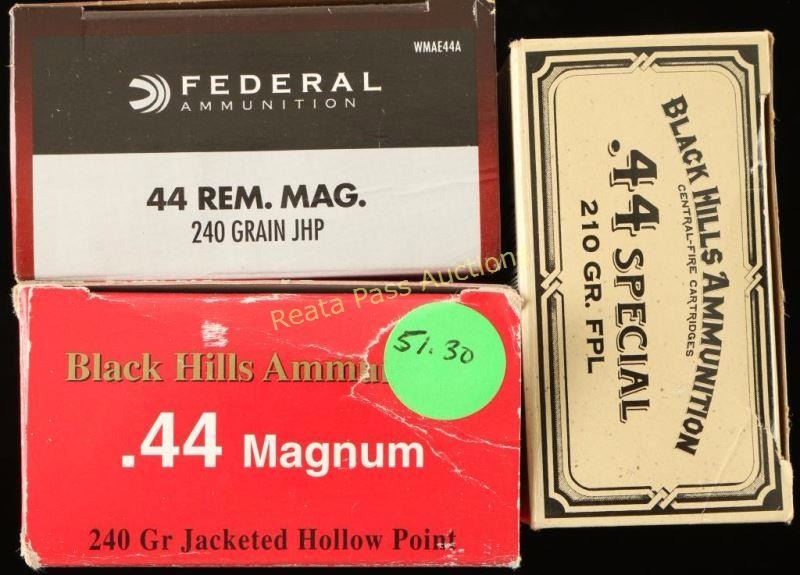 WMAE44A
FEDERAL
AMMUNITION
44 REM. MAG.
240 GRAIN JHP
Black Hills Ammu
51.30
.44 Magnum
240 Gr Jacketed Hollow Point
BLACK HILLS AMMUNITION
CENTRAL-FIRE CARTRIDGES
.44 SPECIAL
210 GR. FPL
Reata Pass Auction